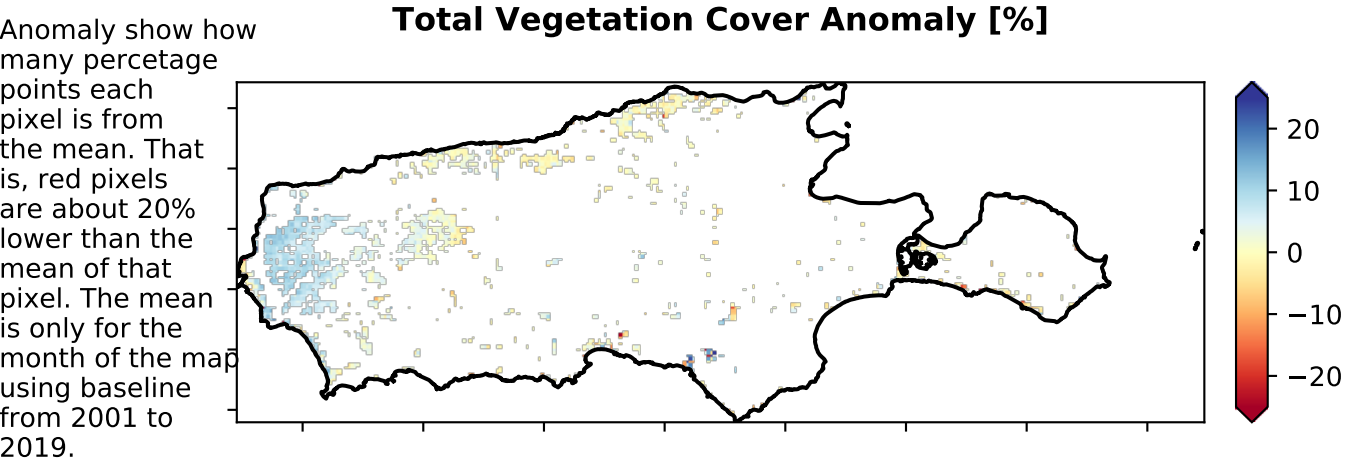 Total Vegetation Cover Anomaly [%]
Anomaly show how
many percetage
points each
pixel is from
the mean. That
is, red pixels
are about 20%
lower than the
mean of that
pixel. The mean
is only for the
month of the map
using baseline
from 2001 to
2019.
20
10
0
−10
−20